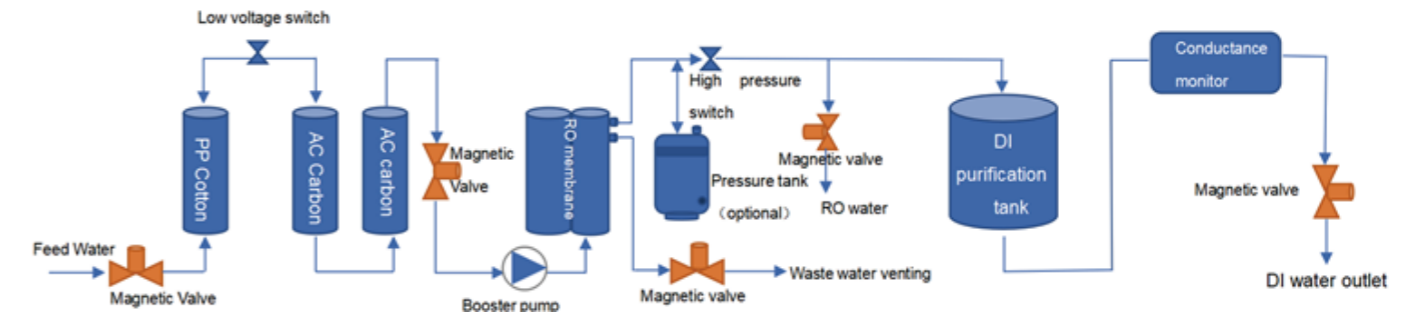 Low voltage switch
Conductance
monitor
High pressure
switch
PP Cotton
AC Carbon
AC carbon
RO membrane
DI
purification
tank
Magnetic
Valve
Magnetic valve
Pressure tank
（optional）
RO water
Magnetic valve
Feed Water
Magnetic Valve
Booster pump
Magnetic valve
Waste water venting
DI water outlet